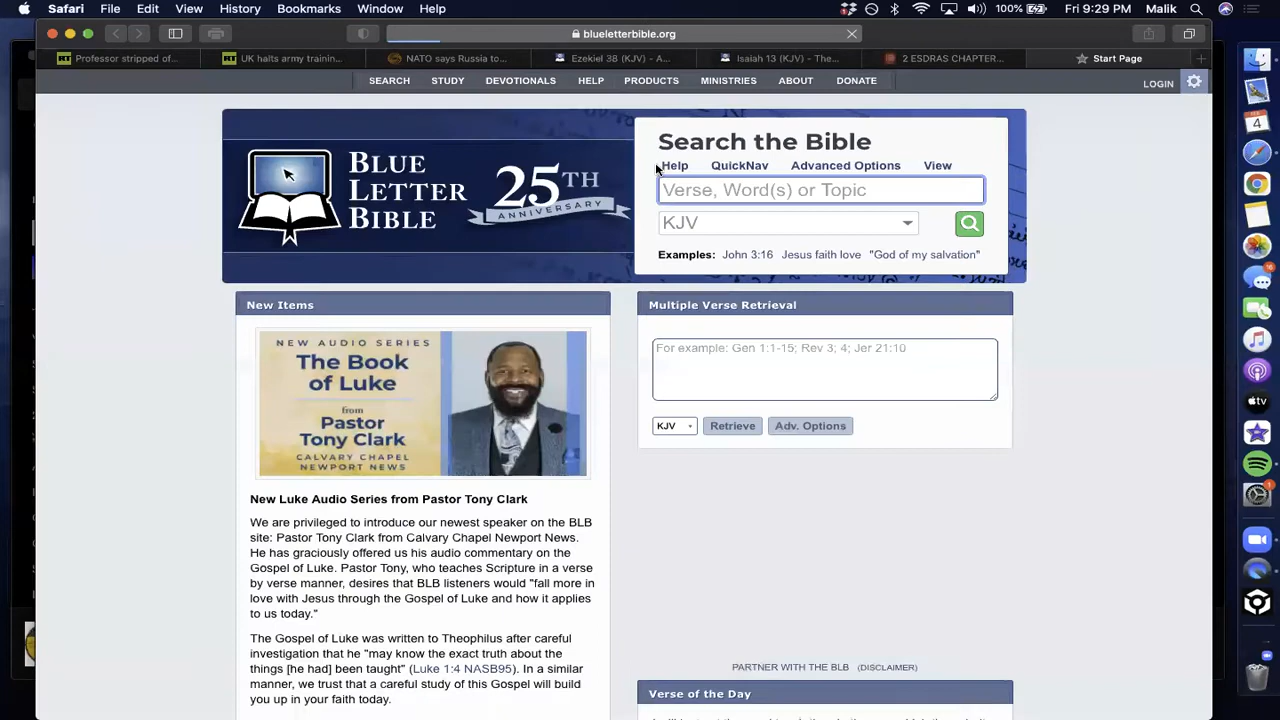 Safari File Edit View History Bookmarks Window Help 100% Fri 9:29 PM Malik
blueletterbible.org
Professor stripped of... UK halts army trainin... NATO says Russia to... Ezekiel 38 (KJV) - A... Isaiah 13 (KJV) - The... 2 ESDRAS CHAPTER... Start Page
SEARCH STUDY DEVOTIONALS HELP PRODUCTS MINISTRIES ABOUT DONATE LOGIN
BLUE
LETTER
BIBLE
25TH
ANNIVERSARY
Search the Bible
Help QuickNav Advanced Options View
Verse, Word(s) or Topic
KJV
Examples: John 3:16 Jesus faith love "God of my salvation"
New Items
NEW AUDIO SERIES
The Book
of Luke
from
Pastor
Tony Clark
CALVARY CHAPEL
NEWPORT NEWS
New Luke Audio Series from Pastor Tony Clark
We are privileged to introduce our newest speaker on the BLB
site: Pastor Tony Clark from Calvary Chapel Newport News.
He has graciously offered us his audio commentary on the
Gospel of Luke. Pastor Tony, who teaches Scripture in a verse
by verse manner, desires that BLB listeners would "fall more in
love with Jesus through the Gospel of Luke and how it applies
to us today."
The Gospel of Luke was written to Theophilus after careful
investigation that he "may know the exact truth about the
things [he had] been taught" (Luke 1:4 NASB95). In a similar
manner, we trust that a careful study of this Gospel will build
you up in your faith today.
Multiple Verse Retrieval
For example: Gen 1:1-15; Rev 3; 4; Jer 21:10
KJV Retrieve Adv. Options
PARTNER WITH THE BLB (DISCLAIMER)
Verse of the Day
FEB
4
tv